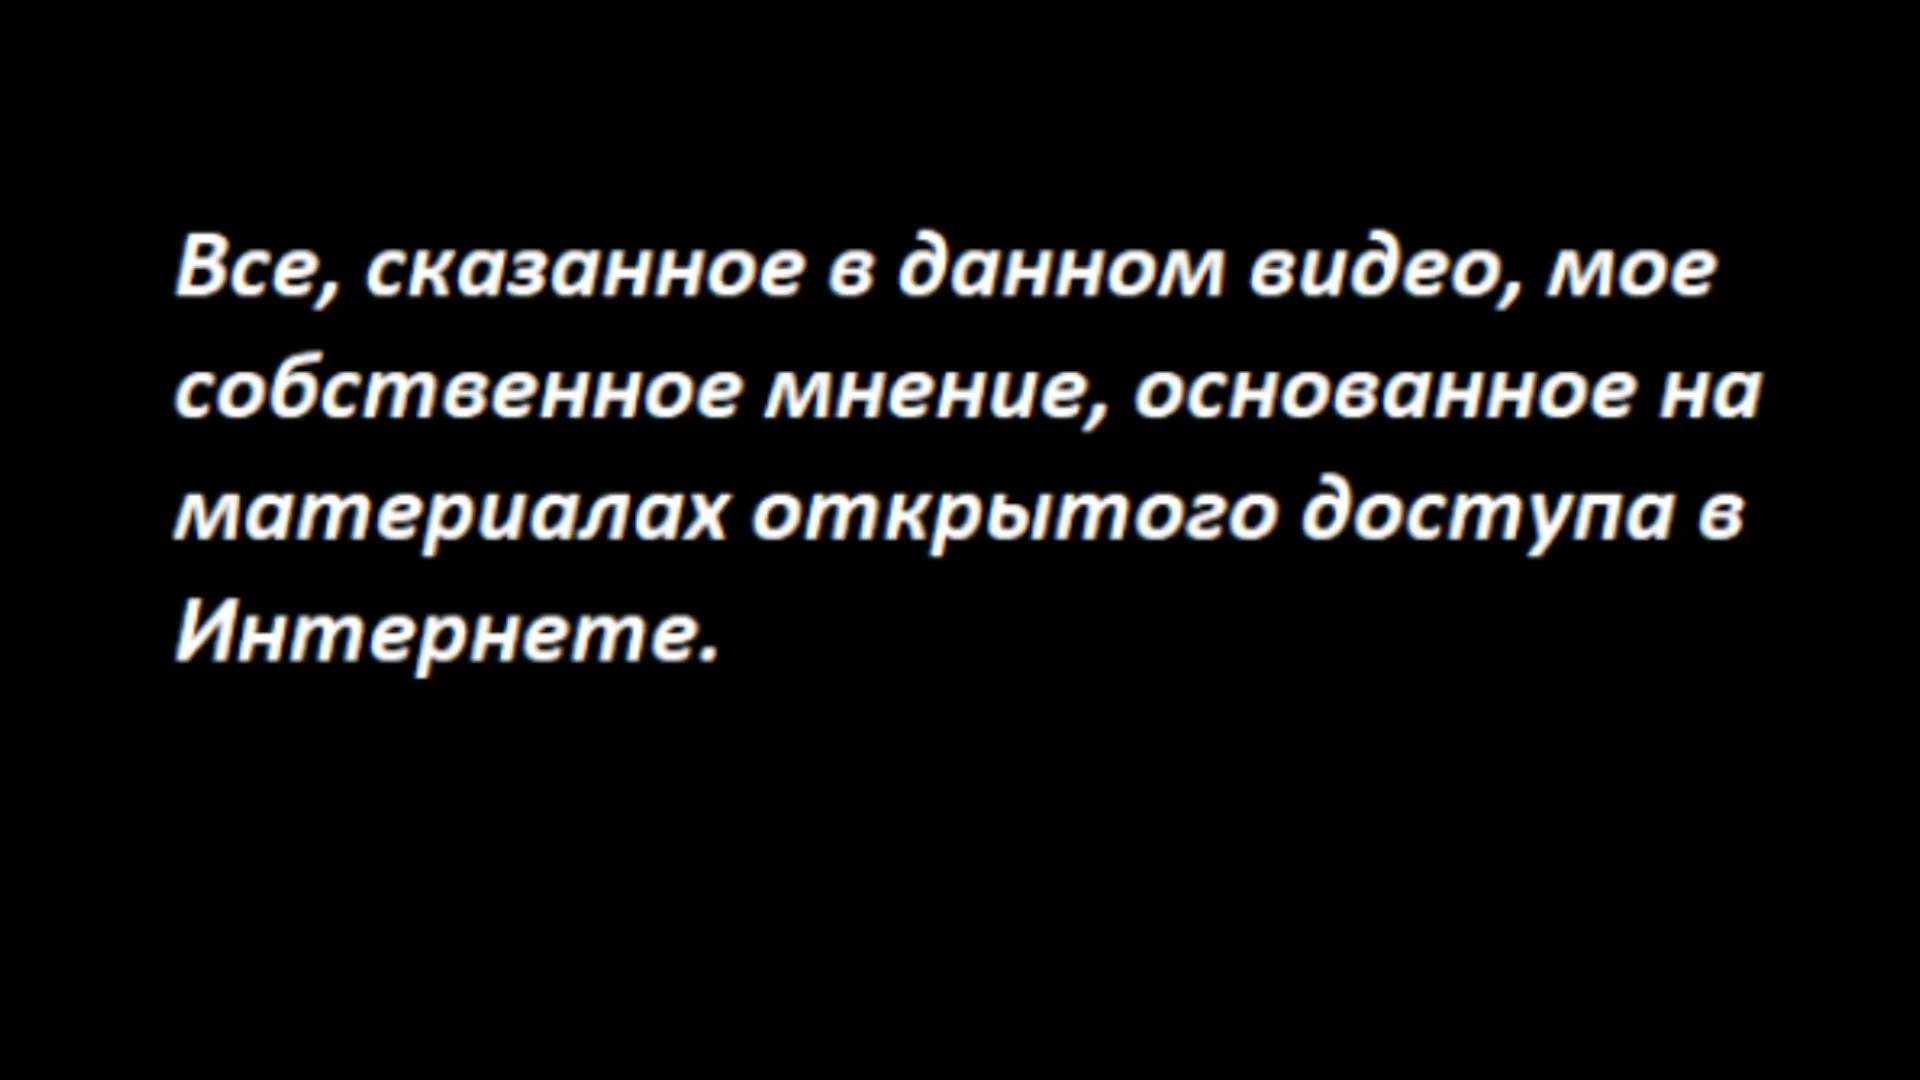 Все, сказанное в данном видео, мое
собственное мнение, основанное на
материалах открытого доступа в
Интернете.